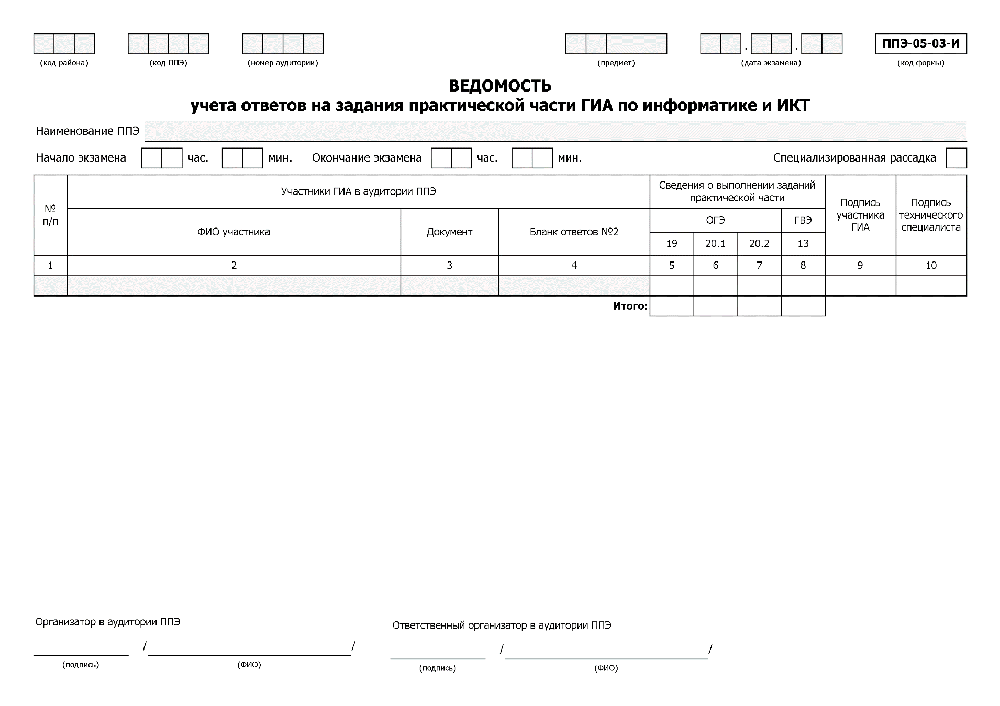 ППЭ-05-03-И
(код района) (код ППЭ) (номер аудитории) (предмет) (дата экзамена) (код формы)
ВЕДОМОСТЬ
учета ответов на задания практической части ГИА по информатике и ИКТ
Наименование ППЭ
Начало экзамена час. мин. Окончание экзамена час. мин. Специализированная рассадка
№
п/п
Участники ГИА в аудитории ППЭ
ФИО участника
Документ
Бланк ответов №2
Сведения о выполнении заданий
практической части
ОГЭ ГВЭ
19 20.1 20.2 13
Подпись
участника
ГИА
Подпись
технического
специалиста
1 2 3 4 5 6 7 8 9 10
Итого:
Организатор в аудитории ППЭ
/ /
(подпись) (ФИО)
Ответственный организатор в аудитории ППЭ
/ /
(подпись) (ФИО)